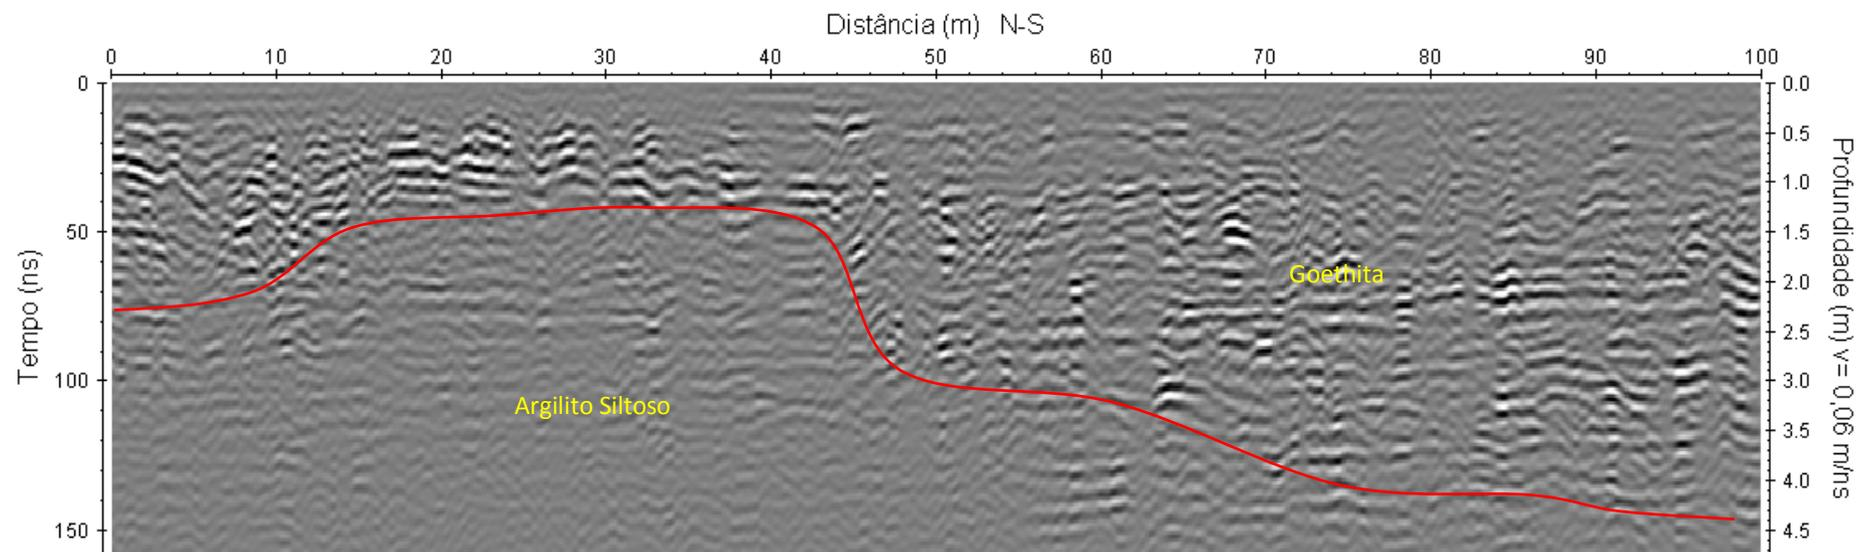 Distância (m) N-S
0 10 20 30 40 50 60 70 80 90 100
0
50
100
150
Tempo (ns)
Goethita
Argilito Siltoso
0.0
0.5
1.0
1.5
2.0
2.5
3.0
3.5
4.0
4.5
Profundidade (m) v= 0,06 m/ns